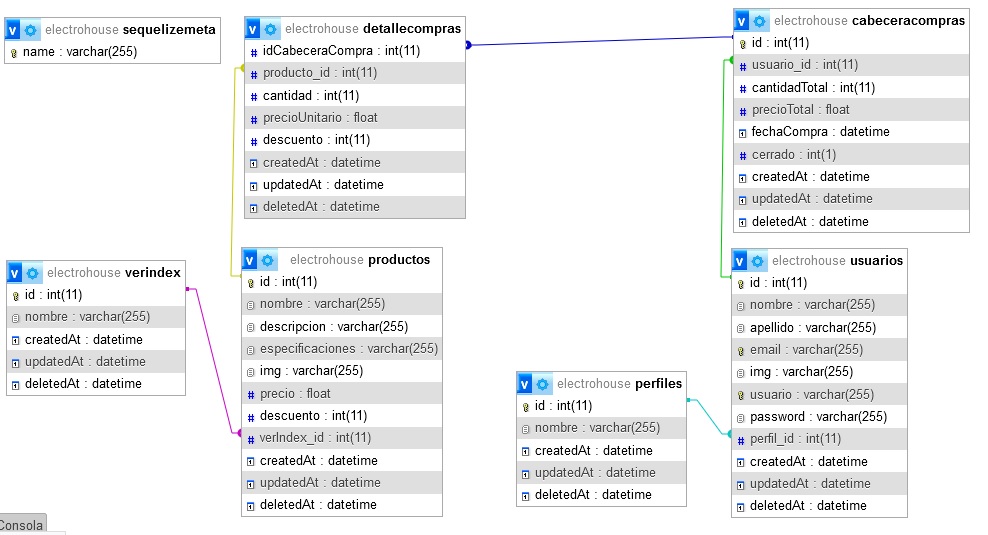 v electrohouse sequelizemeta
name : varchar(255)
v electrohouse detallecompras
# idCabeceraCompra : int(11)
# producto_id : int(11)
# cantidad : int(11)
# precioUnitario : float
# descuento : int(11)
createdAt : datetime
updatedAt : datetime
deletedAt : datetime
v electrohouse cabeceracompras
id : int(11)
# usuario_id : int(11)
# cantidadTotal : int(11)
# precioTotal : float
fechaCompra : datetime
# cerrado : int(1)
createdAt : datetime
updatedAt : datetime
deletedAt : datetime
v electrohouse verindex
id : int(11)
nombre : varchar(255)
createdAt : datetime
updatedAt : datetime
deletedAt : datetime
v electrohouse productos
id : int(11)
nombre : varchar(255)
descripcion : varchar(255)
especificaciones : varchar(255)
img : varchar(255)
# precio : float
# descuento : int(11)
# verIndex_id : int(11)
createdAt : datetime
updatedAt : datetime
deletedAt : datetime
v electrohouse perfiles
id : int(11)
nombre : varchar(255)
createdAt : datetime
updatedAt : datetime
deletedAt : datetime
v electrohouse usuarios
id : int(11)
nombre : varchar(255)
apellido : varchar(255)
email : varchar(255)
img : varchar(255)
usuario : varchar(255)
password : varchar(255)
# perfil_id : int(11)
createdAt : datetime
updatedAt : datetime
deletedAt : datetime
Consola